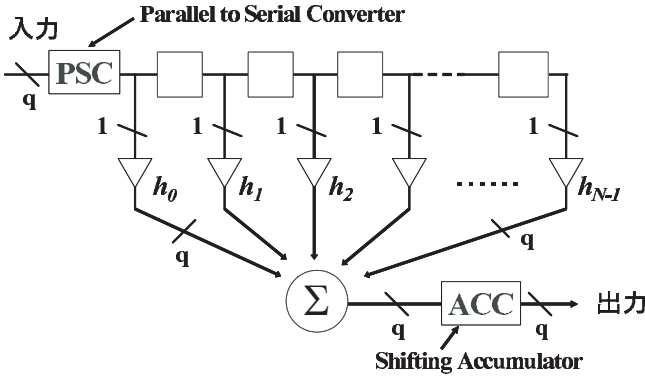 Parallel to Serial Converter
入力
PSC
q
1 1 1 1 1
h0 h1 h2 ...... hN-1
q q
Σ
ACC
出力
q q
Shifting Accumulator